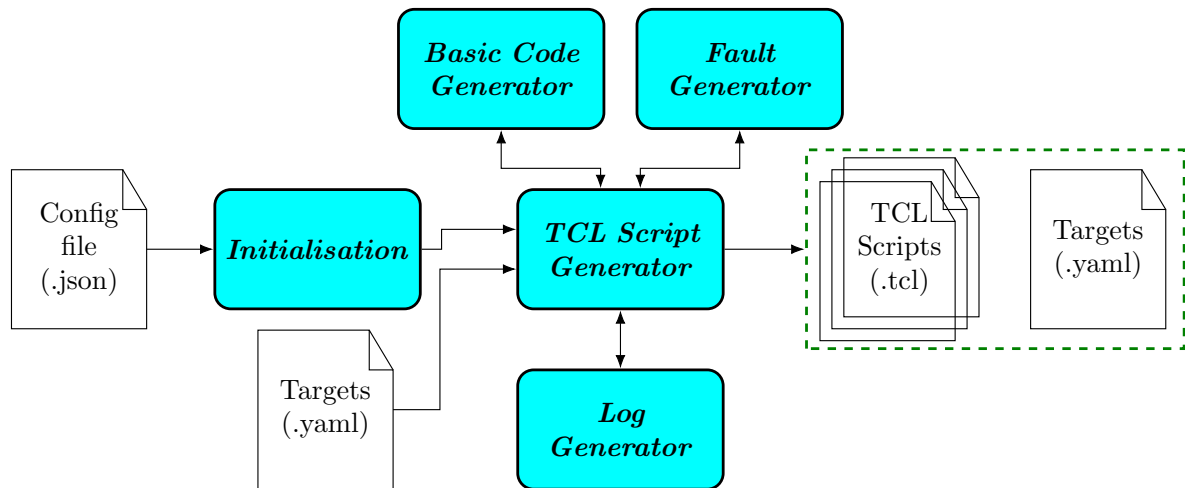 Basic Code
Generator
Fault
Generator
Config
file
(.json)
Initialisation
TCL Script
Generator
TCL
Scripts
(.tcl)
Targets
(.yaml)
Targets
(.yaml)
Log
Generator